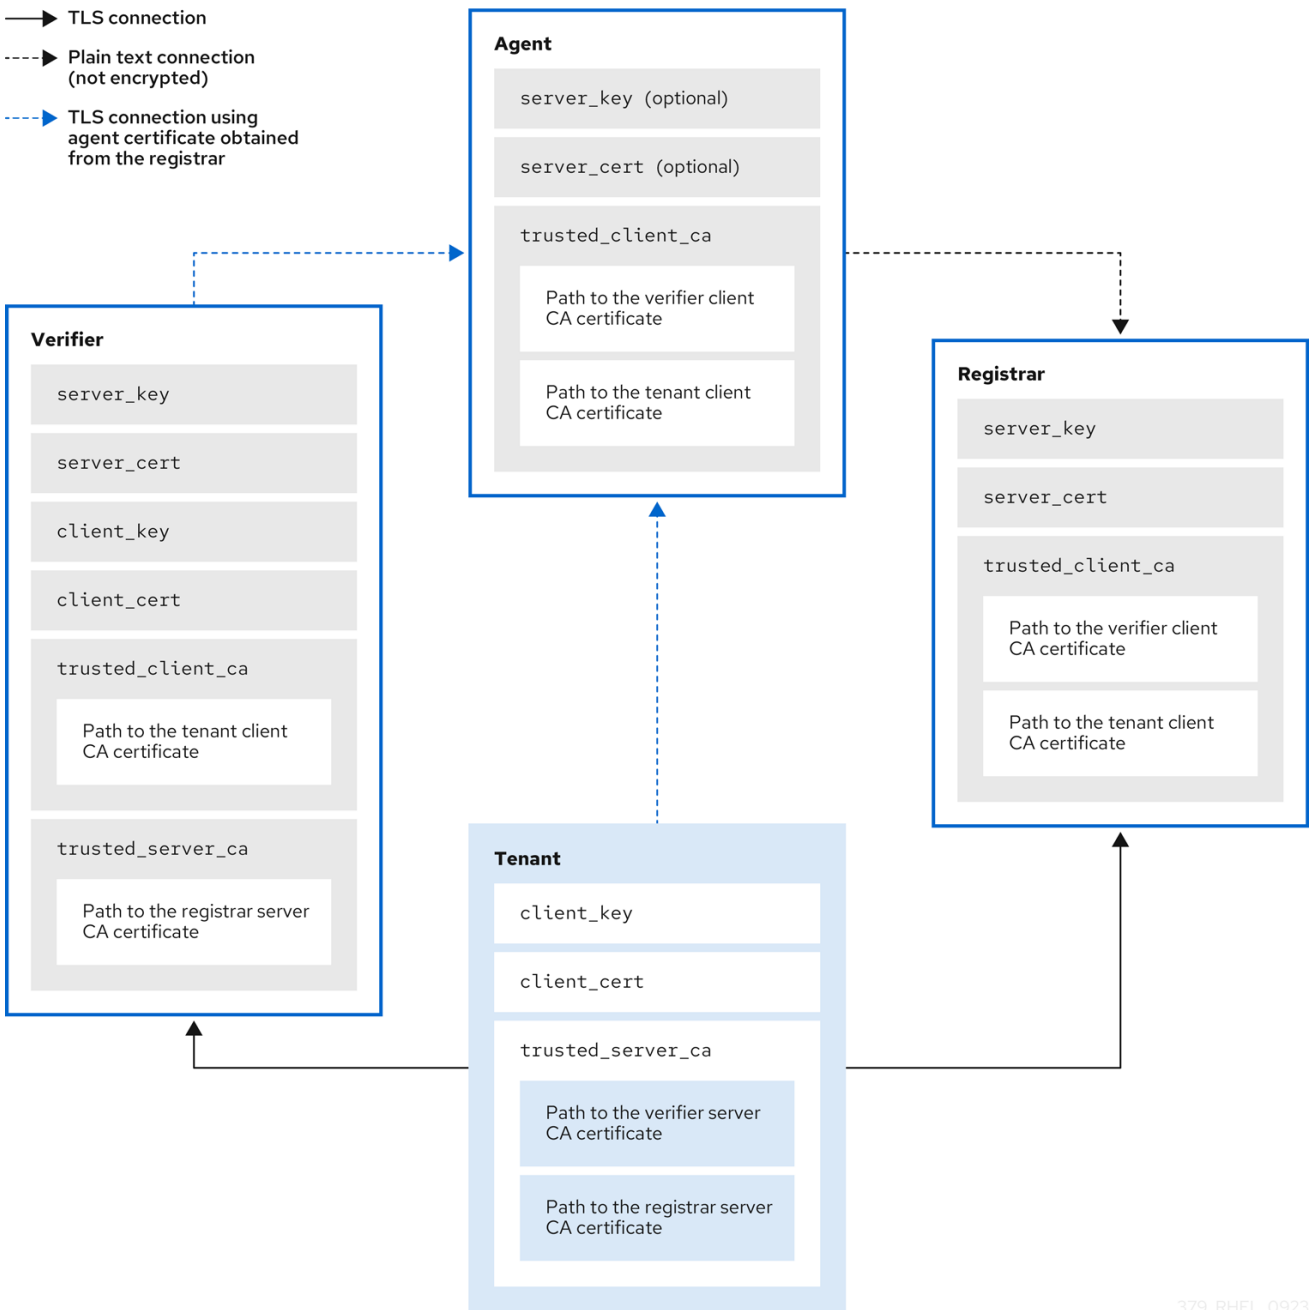 TLS connection
Plain text connection
(not encrypted)
TLS connection using
agent certificate obtained
from the registrar
Agent
server_key (optional)
server_cert (optional)
trusted_client_ca
Path to the verifier client
CA certificate
Path to the tenant client
CA certificate
Verifier
server_key
server_cert
client_key
client_cert
trusted_client_ca
Path to the tenant client
CA certificate
trusted_server_ca
Path to the registrar server
CA certificate
Registrar
server_key
server_cert
trusted_client_ca
Path to the verifier client
CA certificate
Path to the tenant client
CA certificate
Tenant
client_key
client_cert
trusted_server_ca
Path to the verifier server
CA certificate
Path to the registrar server
CA certificate
379_RHEL_0923